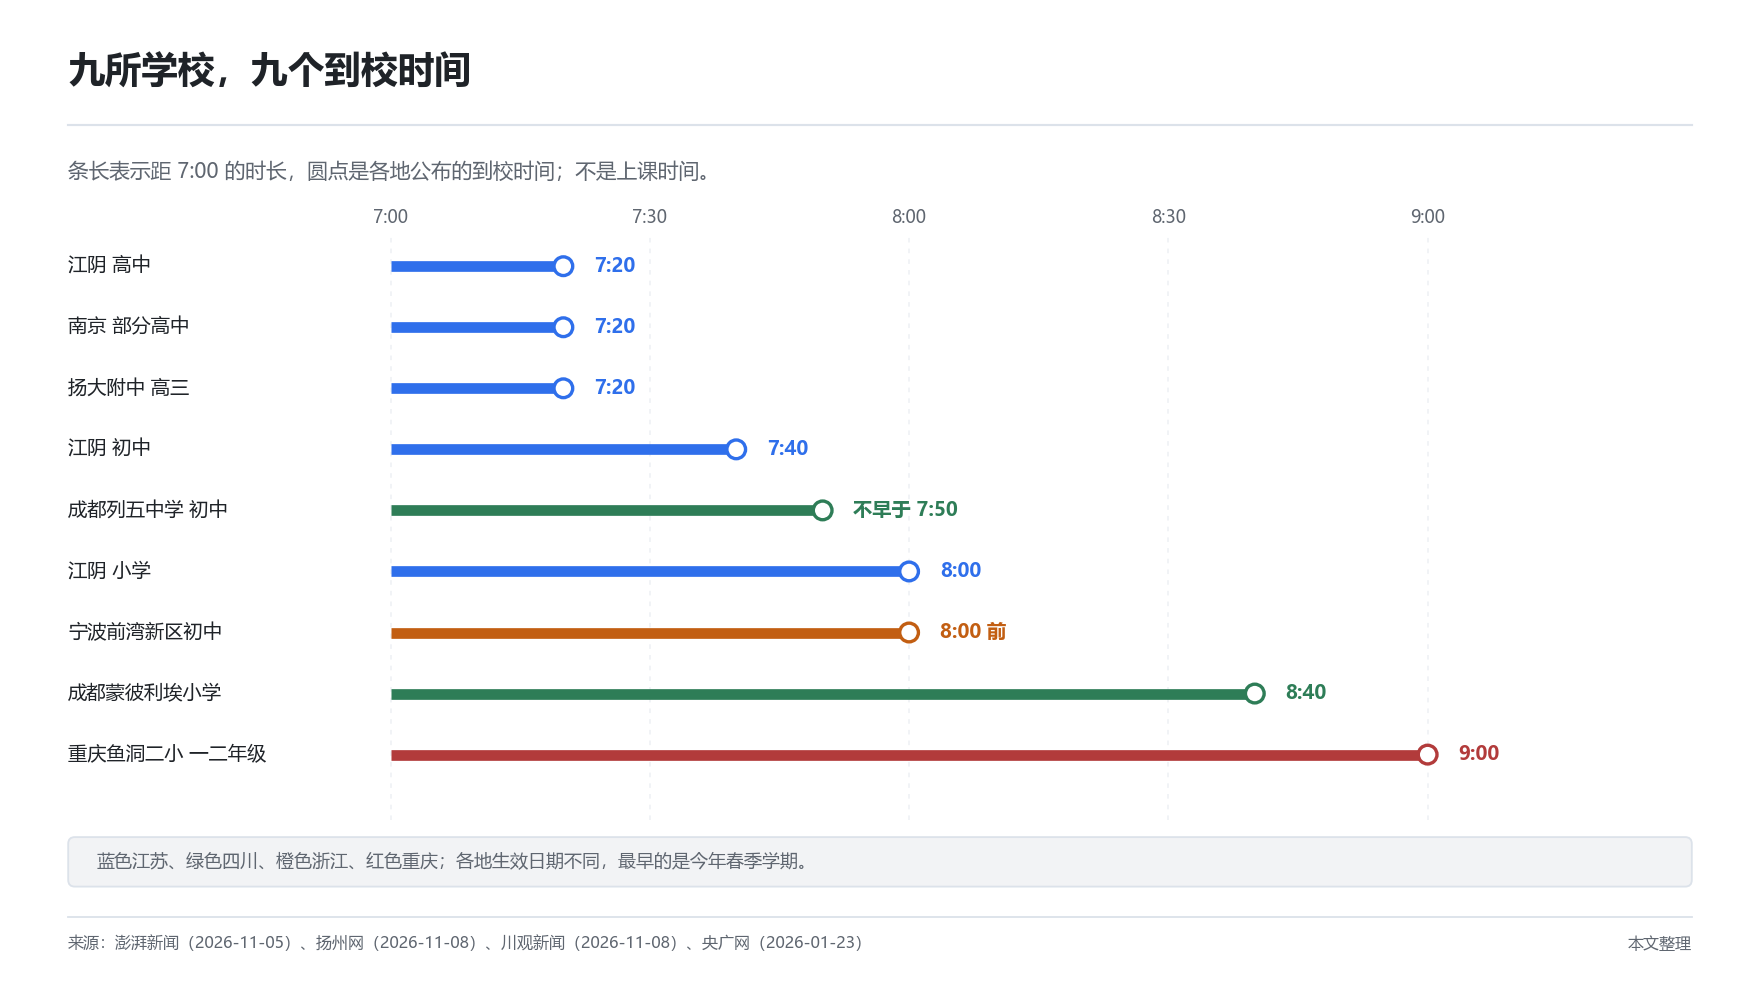 九所学校，九个到校时间
条长表示距 7:00 的时长，圆点是各地公布的到校时间；不是上课时间。
7:00 7:30 8:00 8:30 9:00
江阴 高中 7:20
南京 部分高中 7:20
扬大附中 高三 7:20
江阴 初中 7:40
成都列五中学 初中 不早于 7:50
江阴 小学 8:00
宁波前湾新区初中 8:00 前
成都蒙彼利埃小学 8:40
重庆鱼洞二小 一二年级 9:00
蓝色江苏、绿色四川、橙色浙江、红色重庆；各地生效日期不同，最早的是今年春季学期。
来源：澎湃新闻（2026-11-05）、扬州网（2026-11-08）、川观新闻（2026-11-08）、央广网（2026-01-23） 本文整理